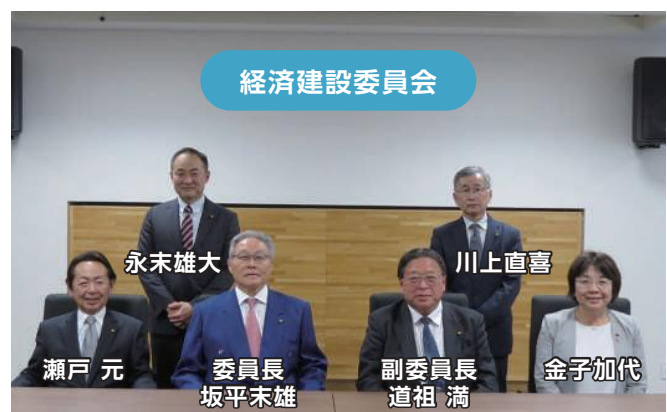 経済建設委員会
永末雄大
川上直喜
瀬戸 元
委員長
坂平末雄
副委員長
道祖 満
金子加代